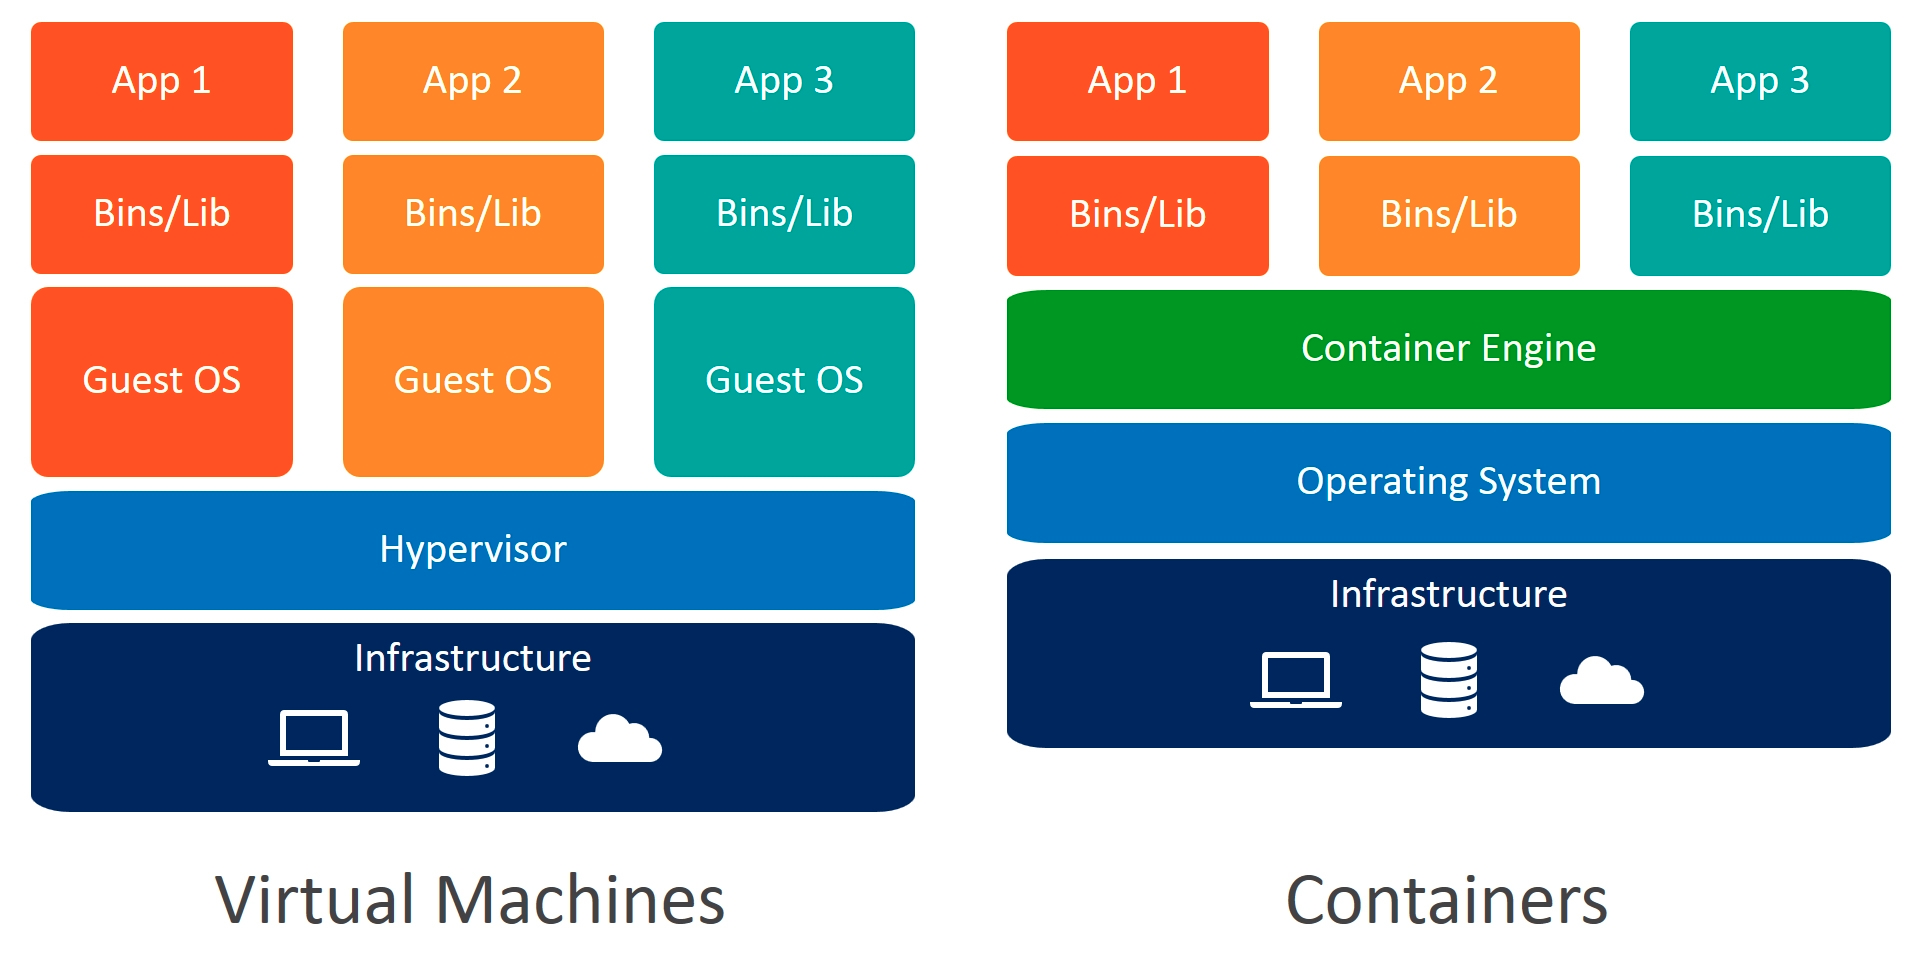 App 1
App 2
App 3
Bins/Lib
Bins/Lib
Bins/Lib
Guest OS
Guest OS
Guest OS
Hypervisor
Infrastructure
Virtual Machines
App 1
App 2
App 3
Bins/Lib
Bins/Lib
Bins/Lib
Container Engine
Operating System
Infrastructure
Containers